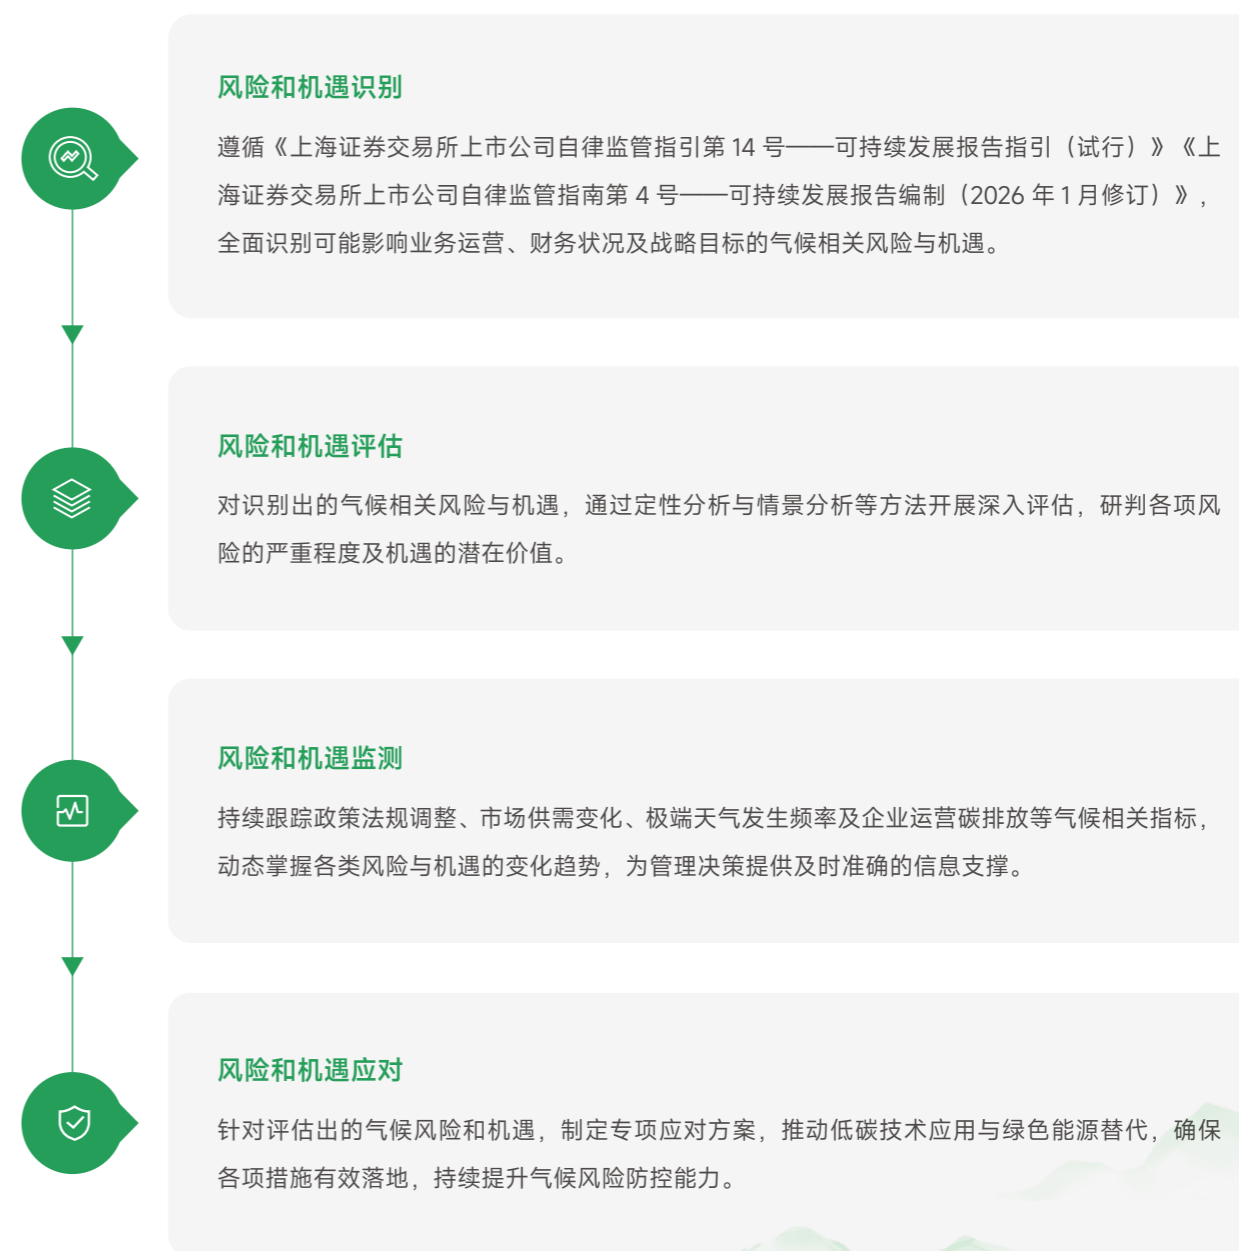 风险和机遇识别
遵循《上海证券交易所上市公司自律监管指引第 14 号——可持续发展报告指引（试行）》《上
海证券交易所上市公司自律监管指南第 4 号——可持续发展报告编制（2026 年 1 月修订）》，
全面识别可能影响业务运营、财务状况及战略目标的气候相关风险与机遇。
风险和机遇评估
对识别出的气候相关风险与机遇，通过定性分析与情景分析等方法开展深入评估，研判各项风
险的严重程度及机遇的潜在价值。
风险和机遇监测
持续跟踪政策法规调整、市场供需变化、极端天气发生频率及企业运营碳排放等气候相关指标，
动态掌握各类风险与机遇的变化趋势，为管理决策提供及时准确的信息支撑。
风险和机遇应对
针对评估出的气候风险和机遇，制定专项应对方案，推动低碳技术应用与绿色能源替代，确保
各项措施有效落地，持续提升气候风险防控能力。